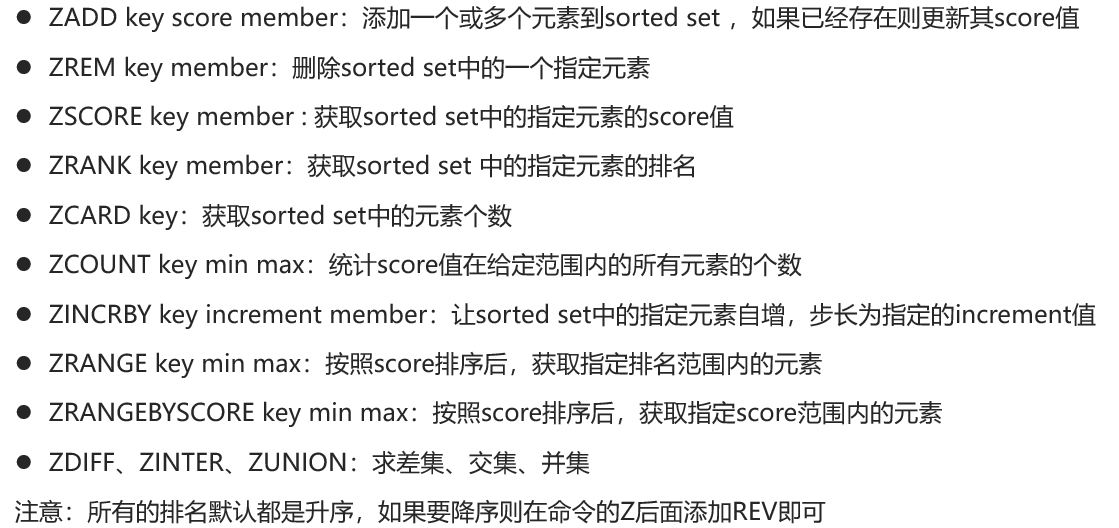 ● ZADD key score member：添加一个或多个元素到sorted set ，如果已经存在则更新其score值
● ZREM key member：删除sorted set中的一个指定元素
● ZSCORE key member : 获取sorted set中的指定元素的score值
● ZRANK key member：获取sorted set 中的指定元素的排名
● ZCARD key：获取sorted set中的元素个数
● ZCOUNT key min max：统计score值在给定范围内的所有元素的个数
● ZINCRBY key increment member：让sorted set中的指定元素自增，步长为指定的increment值
● ZRANGE key min max：按照score排序后，获取指定排名范围内的元素
● ZRANGEBYSCORE key min max：按照score排序后，获取指定score范围内的元素
● ZDIFF、ZINTER、ZUNION：求差集、交集、并集
注意：所有的排名默认都是升序，如果要降序则在命令的Z后面添加REV即可